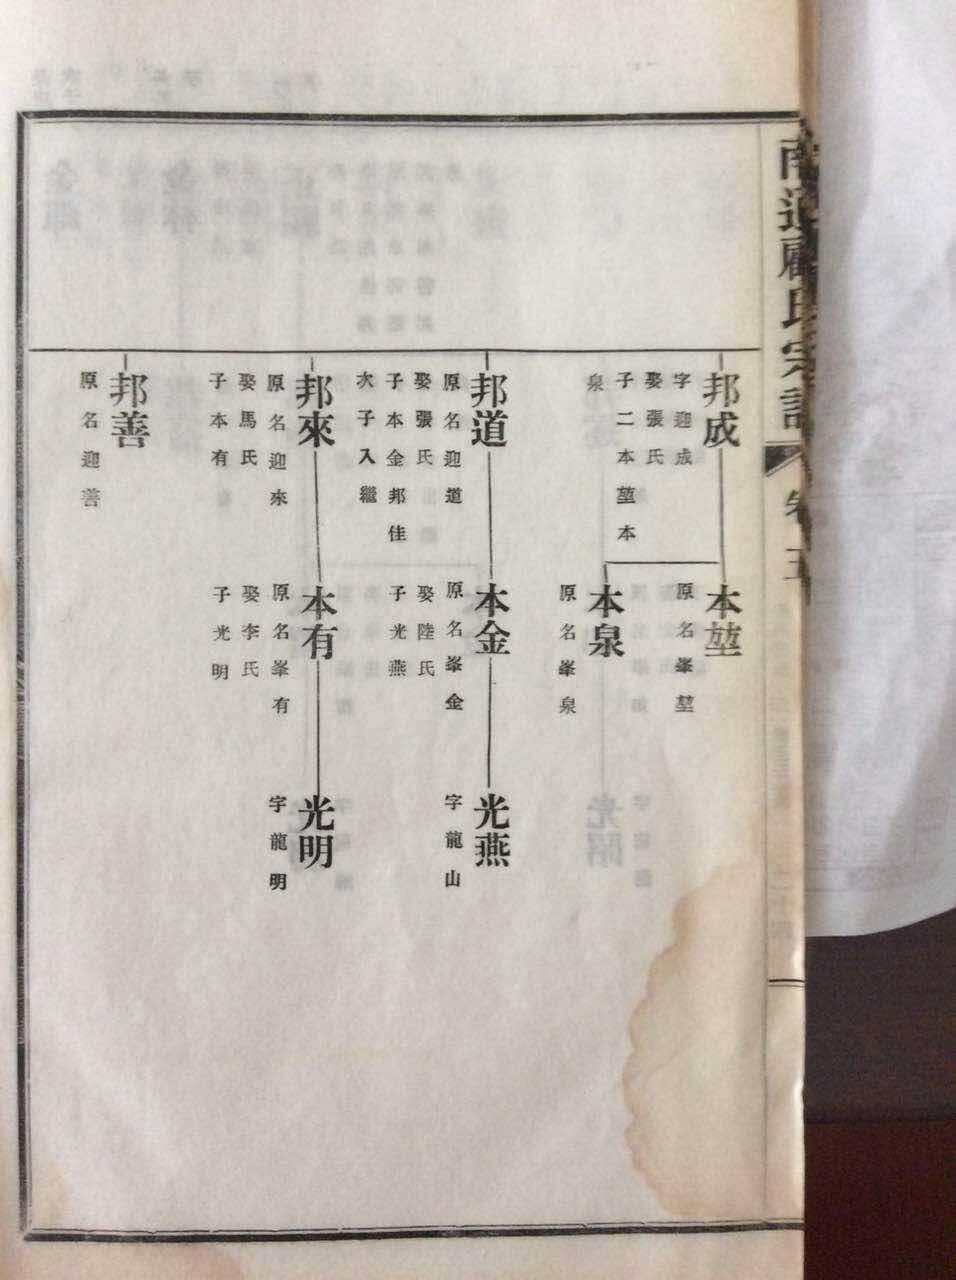 南通顧氏宗譜
卷五
邦成
字迎成
娶張氏
子二本堃本
泉
本堃
原名峯堃
本泉
原名峯泉
邦道
原名迎道
娶張氏
子本金邦佳
次子入繼
本金
原名峯金
娶陸氏
子光燕
光燕
字龍山
邦來
原名迎來
娶馬氏
子本有
本有
原名峯有
娶李氏
子光明
光明
字龍明
邦善
原名迎善